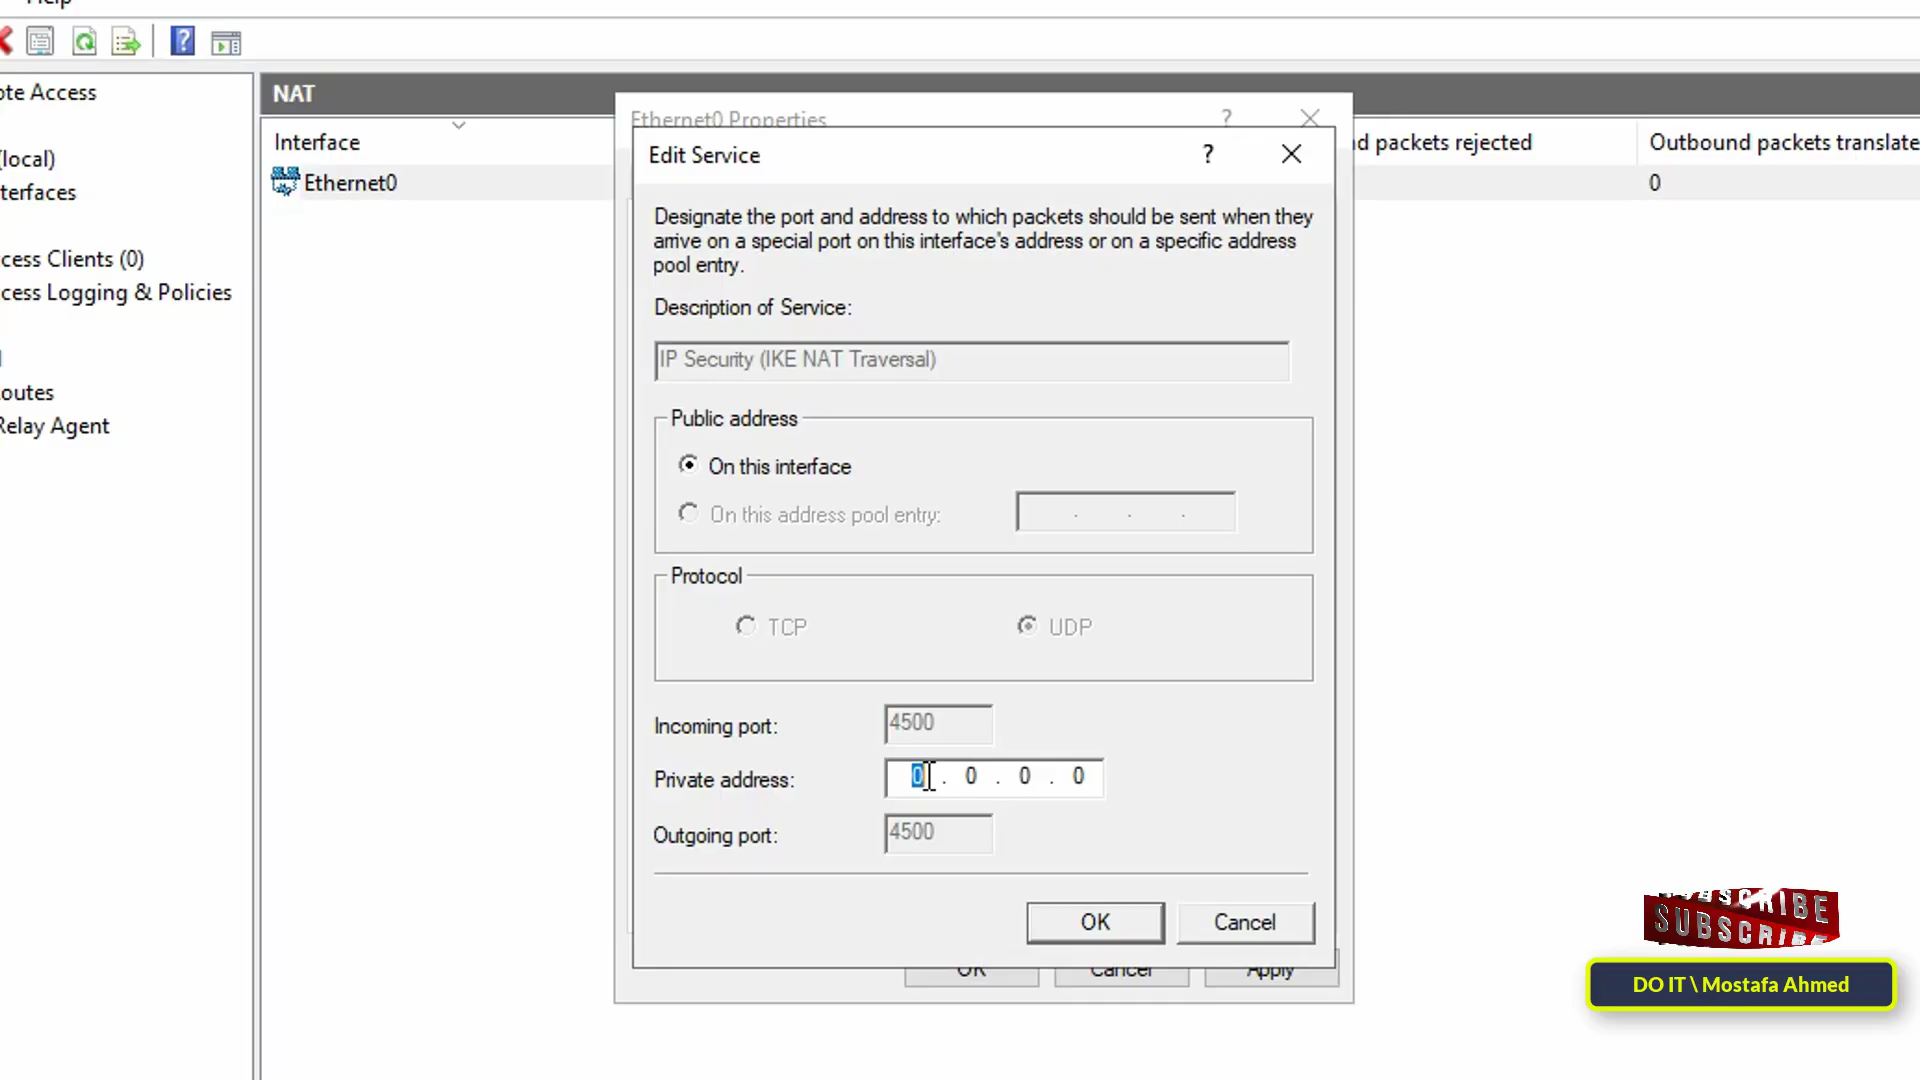 Help
ote Access
(local)
terfaces
cess Clients (0)
cess Logging & Policies
outes
Relay Agent
NAT
Interface
d packets rejected
Outbound packets translate
Ethernet0
0
Ethernet0 Properties
?
Edit Service
?
Designate the port and address to which packets should be sent when they
arrive on a special port on this interface's address or on a specific address
pool entry.
Description of Service:
IP Security (IKE NAT Traversal)
Public address
On this interface
On this address pool entry:
. . .
Protocol
TCP
UDP
Incoming port:
4500
Private address:
0 . 0 . 0 . 0
Outgoing port:
4500
OK
Cancel
OK
Cancel
Apply
SUBSCRIBE
SUBSCRIBE
DO IT \ Mostafa Ahmed